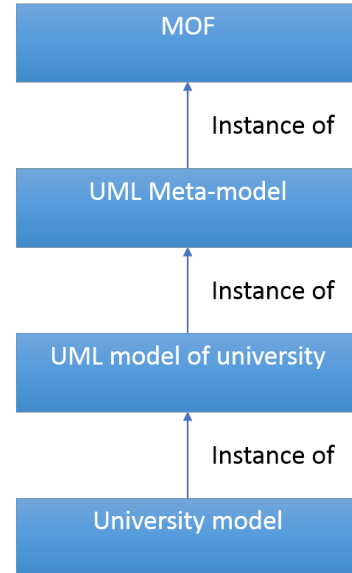 MOF
Instance of
UML Meta-model
Instance of
UML model of university
Instance of
University model